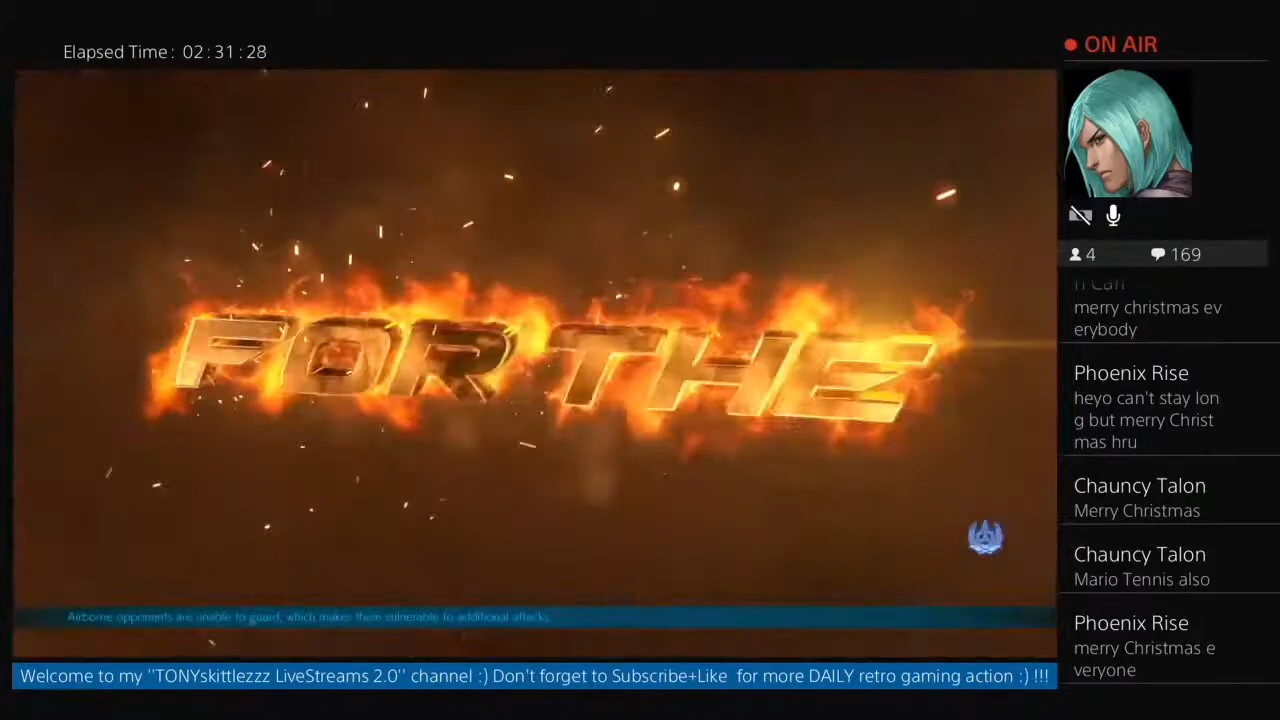 Elapsed Time: 02:31:28
ON AIR
4 169
merry christmas ev
erybody
Phoenix Rise
heyo can't stay lon
g but merry Christ
mas hru
Chauncy Talon
Merry Christmas
Chauncy Talon
Mario Tennis also
Phoenix Rise
merry Christmas e
veryone
FOR THE
Airborne opponents are unable to guard, which makes them vulnerable to additional attacks.
Welcome to my "TONYskittlezzz LiveStreams 2.0" channel :) Don't forget to Subscribe+Like for more DAILY retro gaming action :) !!!